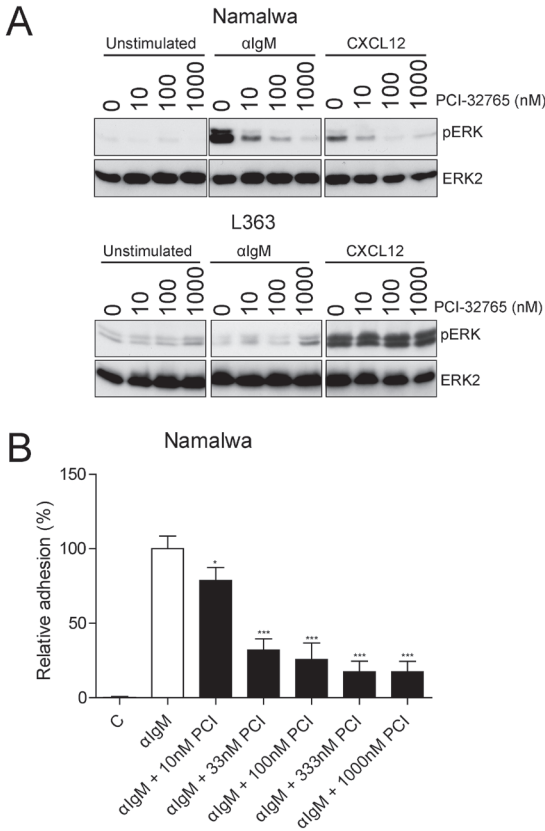 A
Namalwa
Unstimulated αIgM CXCL12
0 10 100 1000 0 10 100 1000 0 10 100 1000 PCI-32765 (nM)
pERK
ERK2
L363
Unstimulated αIgM CXCL12
0 10 100 1000 0 10 100 1000 0 10 100 1000 PCI-32765 (nM)
pERK
ERK2
B
Namalwa
Relative adhesion (%)
150
100
50
0
* *** *** *** ***
C αIgM αIgM + 10nM PCI αIgM + 33nM PCI αIgM + 100nM PCI αIgM + 333nM PCI αIgM + 1000nM PCI